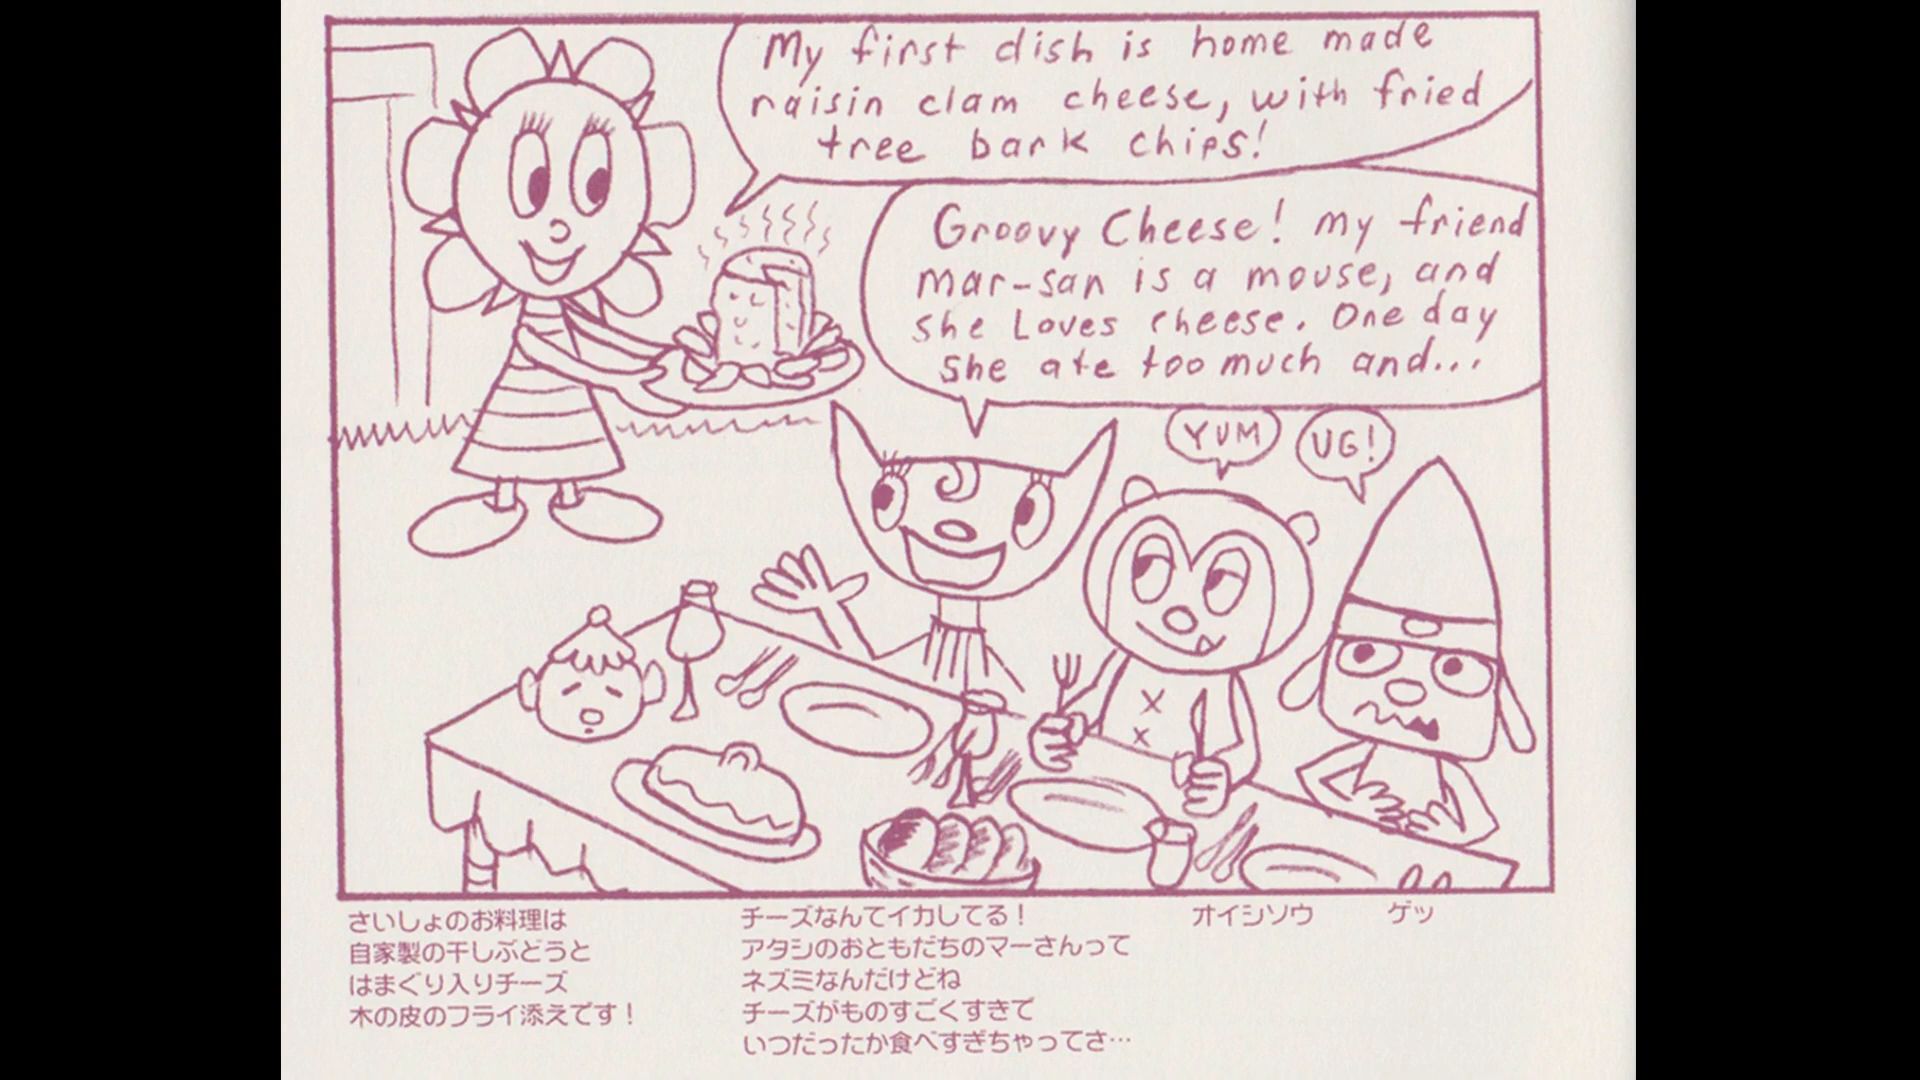 My first dish is home made
raisin clam cheese, with fried
tree bark chips!
Groovy Cheese! my friend
mar-san is a mouse, and
she Loves cheese. One day
she ate too much and...
YUM
UG!
さいしょのお料理は
自家製の干しぶどうと
はまぐり入りチーズ
木の皮のフライ添えです！
チーズなんてイカしてる！
アタシのおともだちのマーさんって
ネズミなんだけどね
チーズがものすごくすきで
いつだったか食べすぎちゃってさ…
オイシソウ
ゲッ